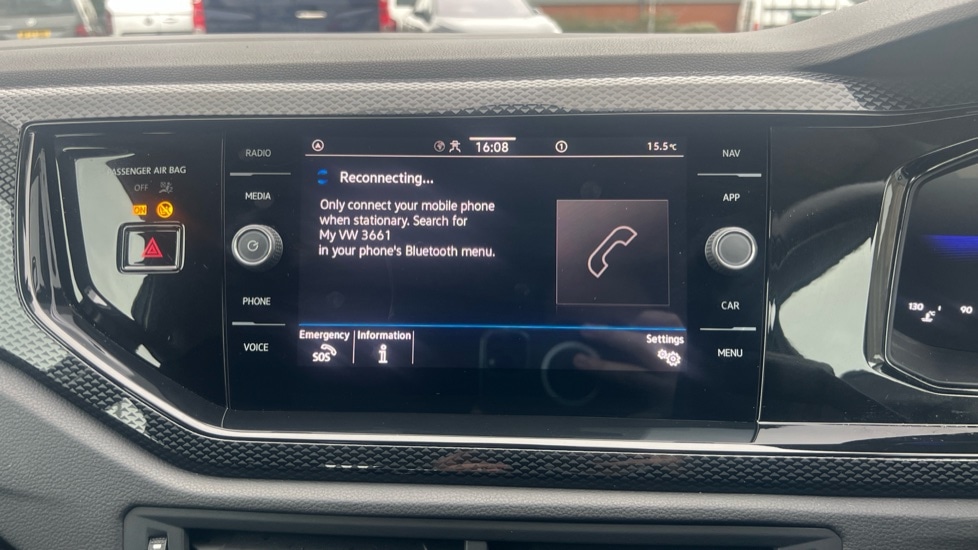 PASSENGER AIR BAG
OFF
ON
RADIO
MEDIA
PHONE
VOICE
16:08
1
15.5°C
Reconnecting...
Only connect your mobile phone
when stationary. Search for
My VW 3661
in your phone's Bluetooth menu.
Emergency
SOS
Information
i
Settings
NAV
APP
CAR
MENU
130
90